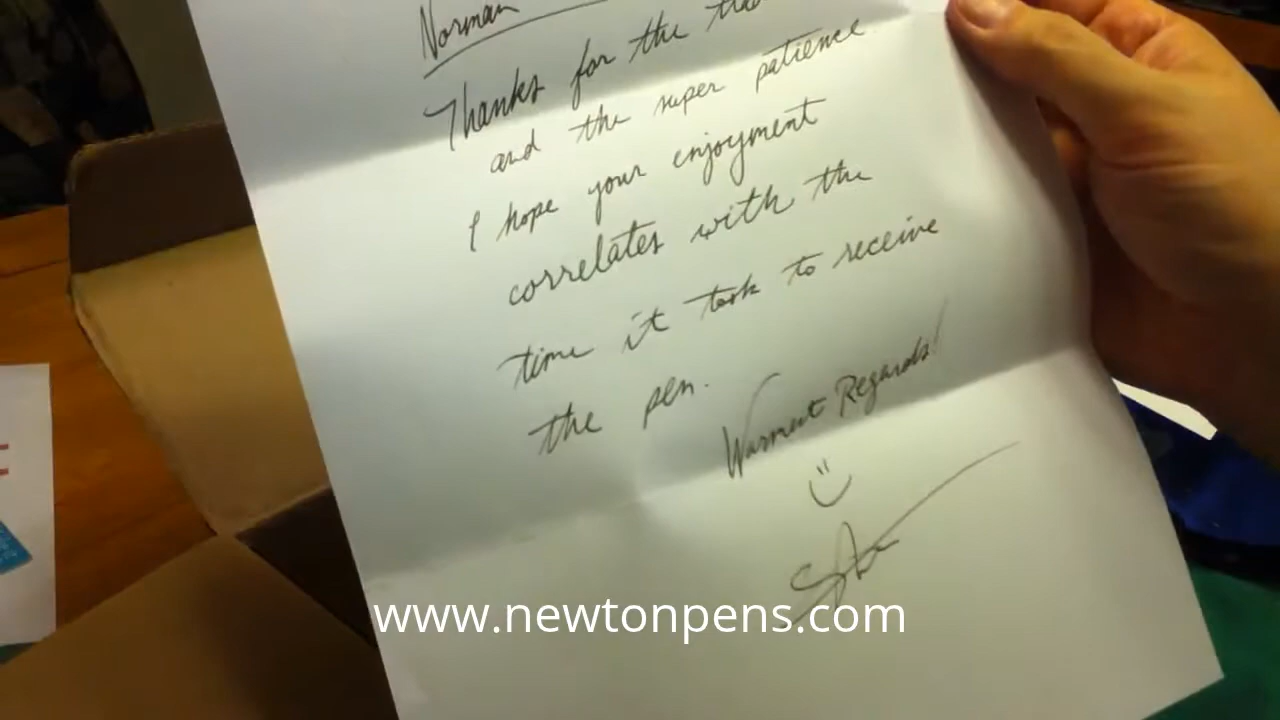 Norman
Thanks for the
and the super patience
I hope your enjoyment
correlates with the
time it took to receive
the pen.
Warmest Regards!
www.newtonpens.com